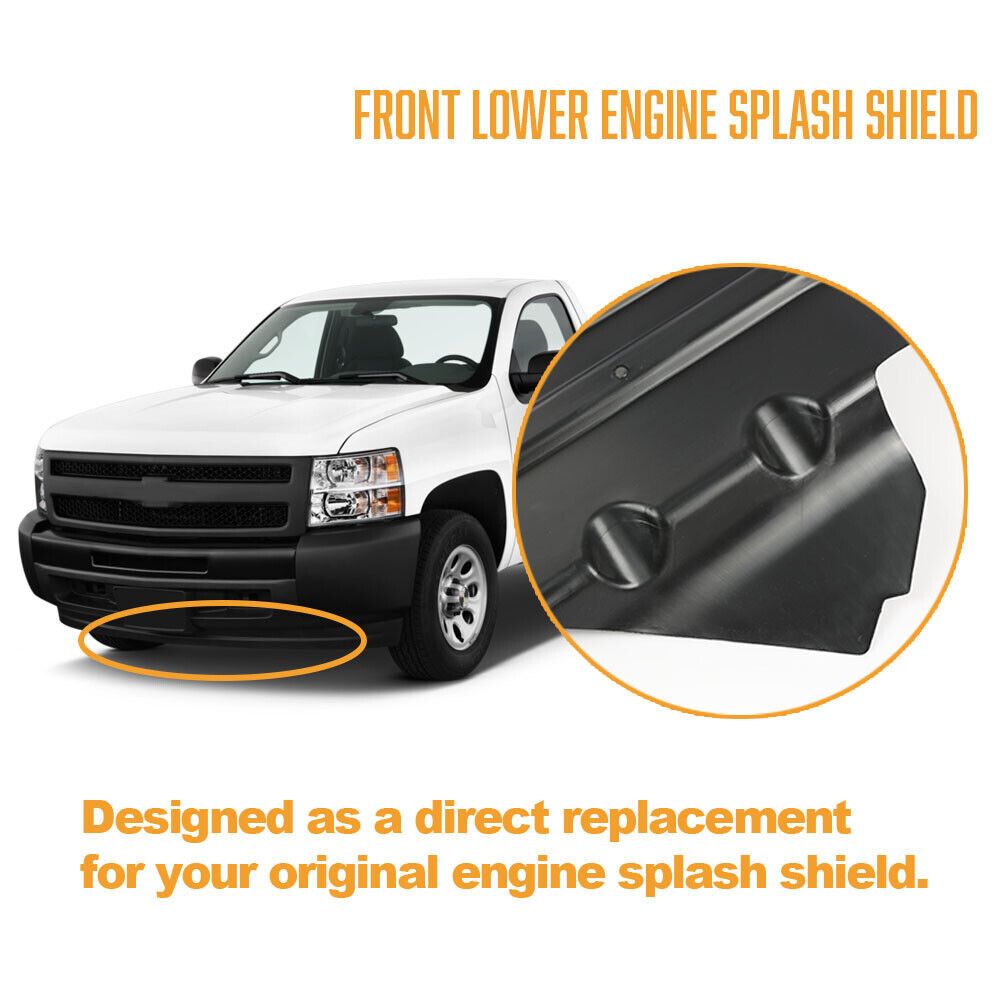 FRONT LOWER ENGINE SPLASH SHIELD
Designed as a direct replacement
for your original engine splash shield.